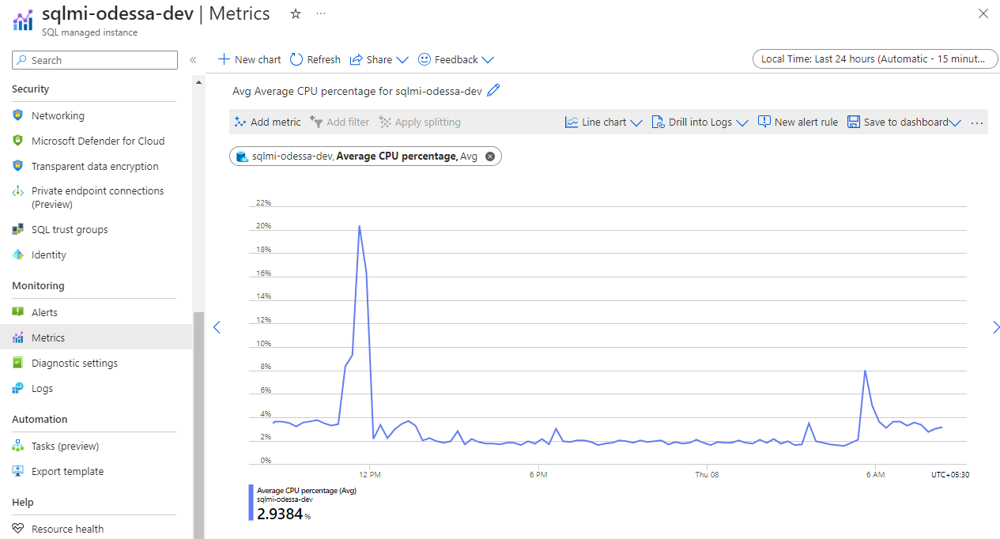 sqlmi-odessa-dev | Metrics
SQL managed instance
Search
Security
Networking
Microsoft Defender for Cloud
Transparent data encryption
Private endpoint connections
(Preview)
SQL trust groups
Identity
Monitoring
Alerts
Metrics
Diagnostic settings
Logs
Automation
Tasks (preview)
Export template
Help
Resource health
New chart Refresh Share Feedback
Local Time: Last 24 hours (Automatic - 15 minut...
Avg Average CPU percentage for sqlmi-odessa-dev
Add metric Add filter Apply splitting Line chart Drill into Logs New alert rule Save to dashboard
sqlmi-odessa-dev, Average CPU percentage, Avg
22%
20%
18%
16%
14%
12%
10%
8%
6%
4%
2%
0%
12 PM 6 PM Thu 08 6 AM UTC+05:30
Average CPU percentage (Avg)
sqlmi-odessa-dev
2.9384 %